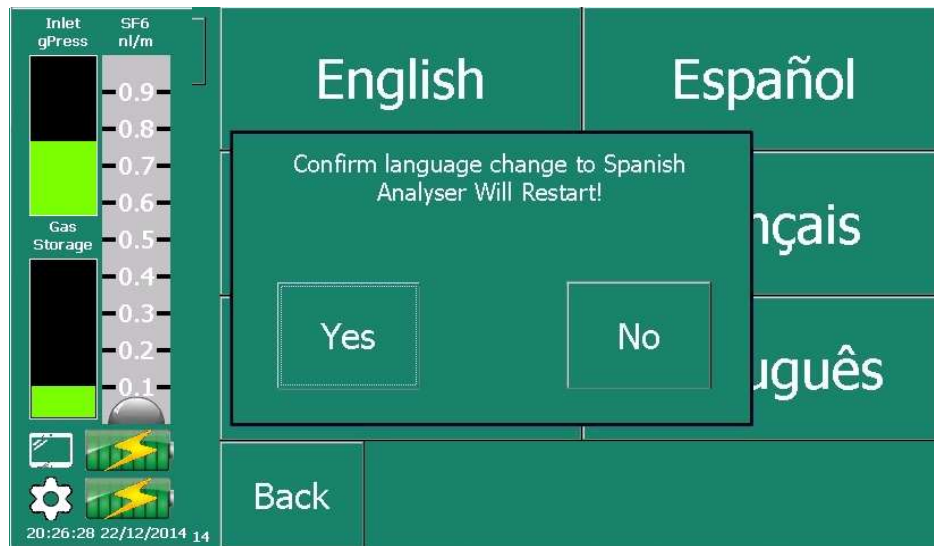 Inlet
gPress
SF6
nl/m
0.9
0.8
0.7
0.6
0.5
0.4
0.3
0.2
0.1
Gas
Storage
English
Español
Confirm language change to Spanish
Analyser Will Restart!
Yes
No
nçais
uguês
Back
20:26:28 22/12/2014 14